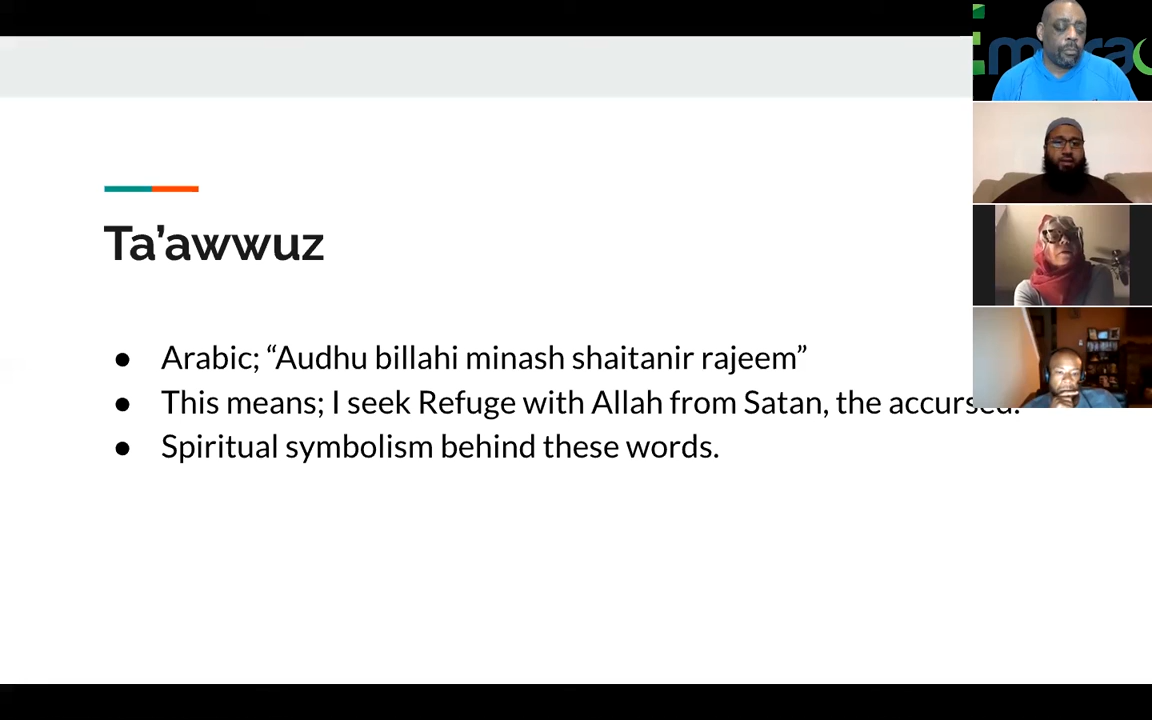 Ta’awwuz
● Arabic; “Audhu billahi minash shaitanir rajeem”
● This means; I seek Refuge with Allah from Satan, the accursed.
● Spiritual symbolism behind these words.